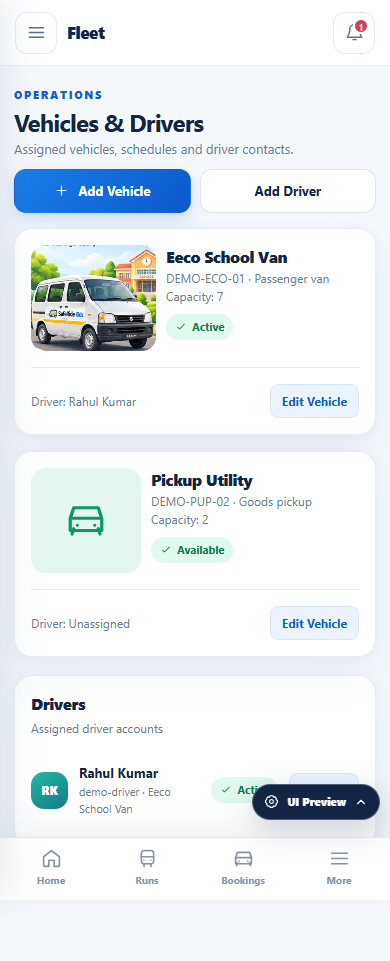 Fleet
1
OPERATIONS
Vehicles & Drivers
Assigned vehicles, schedules and driver contacts.
+ Add Vehicle
Add Driver
SafeRide Kids
Eeco School Van
DEMO-ECO-01 · Passenger van
Capacity: 7
Active
Driver: Rahul Kumar
Edit Vehicle
Pickup Utility
DEMO-PUP-02 · Goods pickup
Capacity: 2
Available
Driver: Unassigned
Edit Vehicle
Drivers
Assigned driver accounts
RK
Rahul Kumar
demo-driver · Eeco
School Van
UI Preview
Home
Runs
Bookings
More